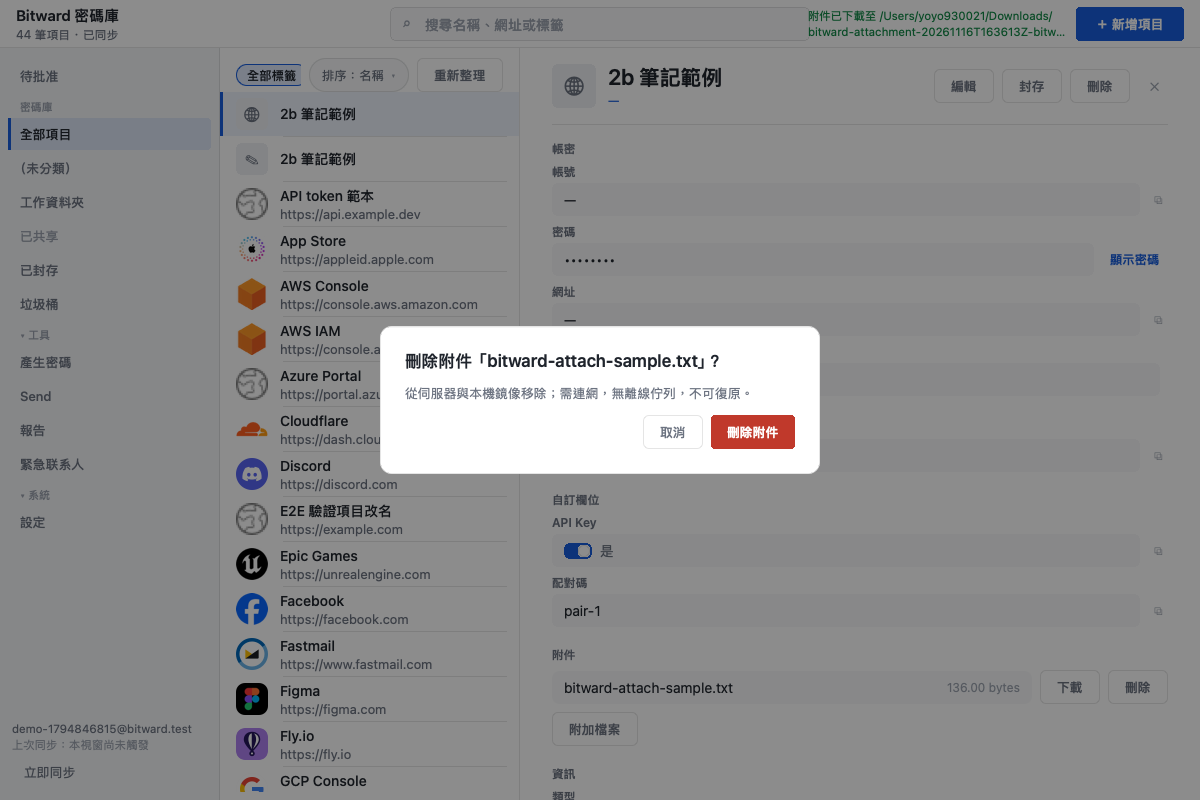 Bitward 密碼庫
44 筆項目 · 已同步
搜尋名稱、網址或標籤
附件已下載至 /Users/yoyo930021/Downloads/
bitward-attachment-20261116T163613Z-bitw…
+ 新增項目
待批准
密碼庫
全部項目
(未分類)
工作資料夾
已共享
已封存
垃圾桶
• 工具
產生密碼
Send
報告
緊急联系人
• 系統
設定
demo-1794846815@bitward.test
上次同步：本視窗尚未觸發
立即同步
全部標籤
排序：名稱
重新整理
2b 筆記範例
2b 筆記範例
API token 範本
https://api.example.dev
App Store
https://appleid.apple.com
AWS Console
https://console.aws.amazon.com
AWS IAM
https://console.a
Azure Portal
https://portal.azu
Cloudflare
https://dash.clou
Discord
https://discord.com
E2E 驗證項目改名
https://example.com
Epic Games
https://unrealengine.com
Facebook
https://facebook.com
Fastmail
https://www.fastmail.com
Figma
https://figma.com
Fly.io
https://fly.io
GCP Console
2b 筆記範例
—
編輯
封存
刪除
帳密
帳號
—
密碼
••••••••
顯示密碼
網址
—
刪除附件「bitward-attach-sample.txt」?
從伺服器與本機鏡像移除；需連網，無離線佇列，不可復原。
取消
刪除附件
自訂欄位
API Key
是
配對碼
pair-1
附件
bitward-attach-sample.txt
136.00 bytes
下載
刪除
附加檔案
資訊
類型